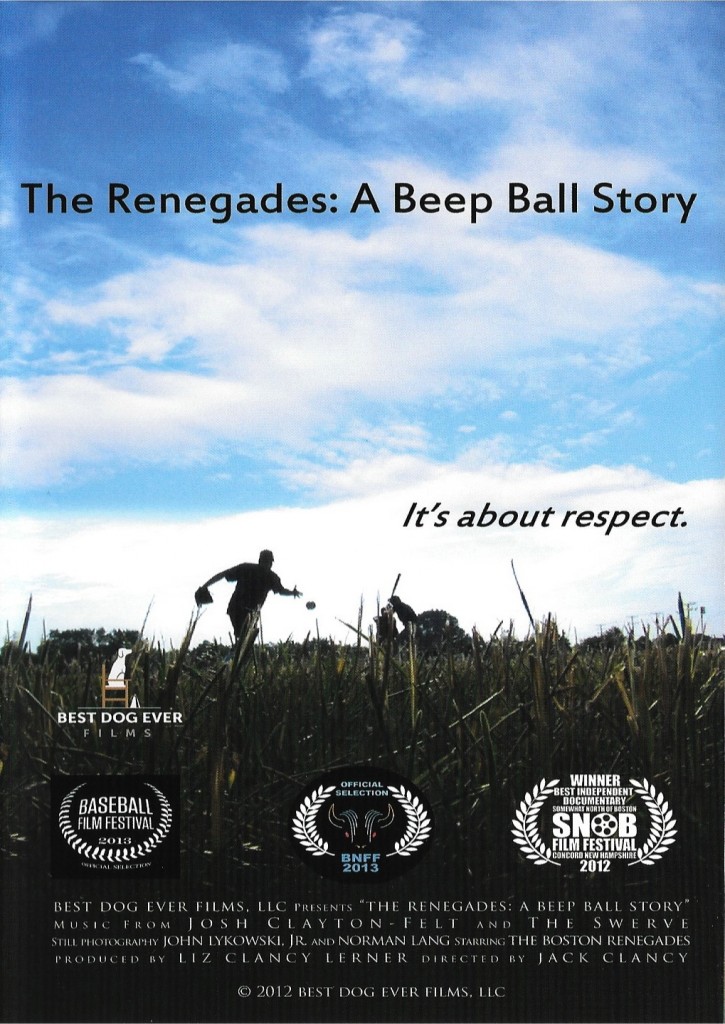 The Renegades: A Beep Ball Story
It's about respect.
BEST DOG EVER
FILMS
BASEBALL
FILM FESTIVAL
2013
OFFICIAL SELECTION
OFFICIAL
SELECTION
BNFF
2013
WINNER
BEST INDEPENDENT
DOCUMENTARY
SOMEWHAT NORTH OF BOSTON
SNOB
FILM FESTIVAL
CONCORD NEW HAMPSHIRE
2012
BEST DOG EVER FILMS, LLC PRESENTS “THE RENEGADES: A BEEP BALL STORY”
MUSIC FROM JOSH CLAYTON-FELT AND THE SWERVE
STILL PHOTOGRAPHY JOHN LYKOWSKI, JR. AND NORMAN LANG STARRING THE BOSTON RENEGADES
PRODUCED BY LIZ CLANCY LERNER DIRECTED BY JACK CLANCY
© 2012 BEST DOG EVER FILMS, LLC